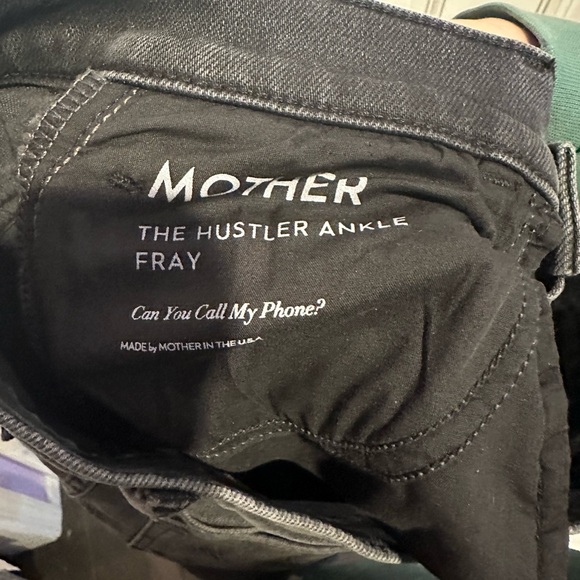 MOTHER
THE HUSTLER ANKLE
FRAY
Can You Call My Phone?
MADE by MOTHER IN THE U.S.A